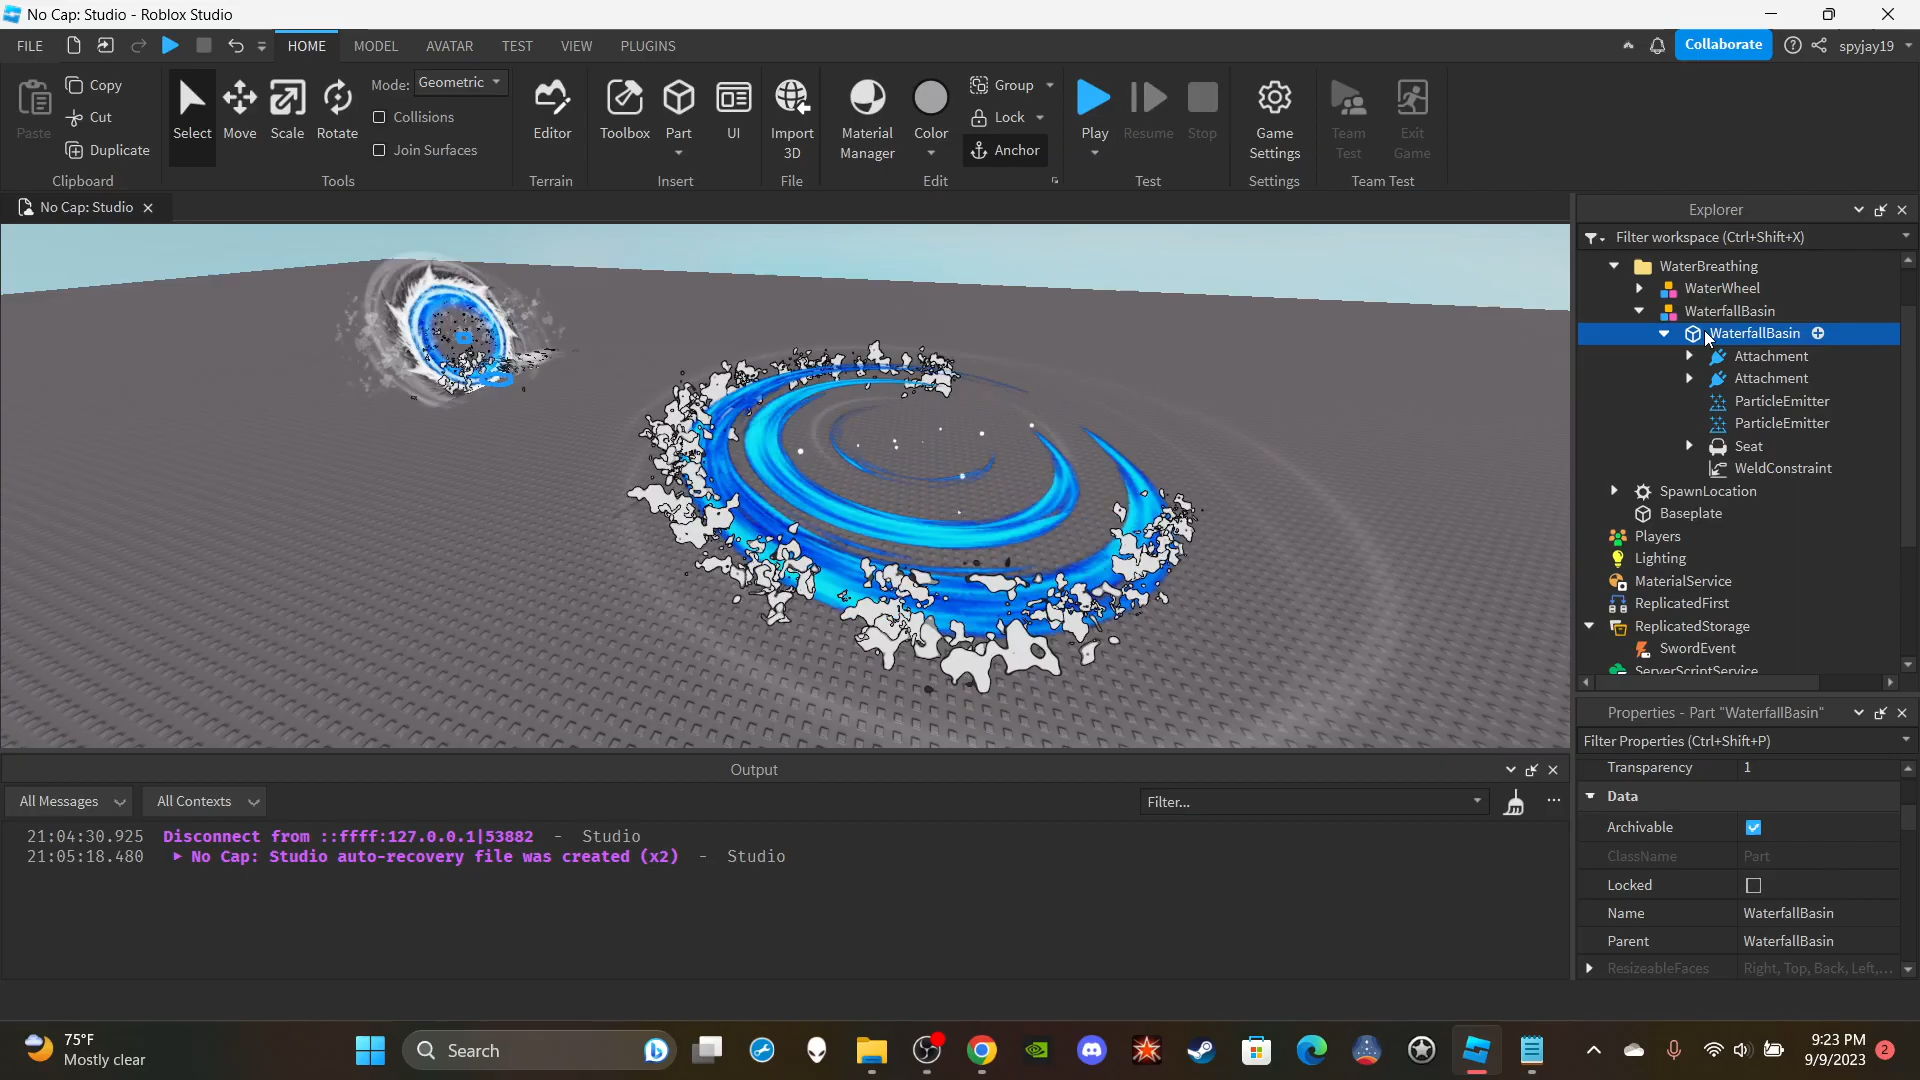 No Cap: Studio - Roblox Studio
FILE HOME MODEL AVATAR TEST VIEW PLUGINS Collaborate spyjay19
Paste Copy Cut Duplicate
Clipboard
Select Move Scale Rotate
Mode: Geometric
Collisions
Join Surfaces
Tools
Editor
Terrain
Toolbox Part UI
Insert
Import 3D
File
Material Manager
Color
Group
Lock
Anchor
Edit
Play Resume Stop
Test
Game Settings
Settings
Team Test
Exit Game
Team Test
No Cap: Studio
Explorer
Filter workspace (Ctrl+Shift+X)
WaterBreathing
WaterWheel
WaterfallBasin
WaterfallBasin
Attachment
Attachment
ParticleEmitter
ParticleEmitter
Seat
WeldConstraint
SpawnLocation
Baseplate
Players
Lighting
MaterialService
ReplicatedFirst
ReplicatedStorage
SwordEvent
ServerScriptService
Properties - Part "WaterfallBasin"
Filter Properties (Ctrl+Shift+P)
Transparency 1
Data
Archivable
ClassName Part
Locked
Name WaterfallBasin
Parent WaterfallBasin
ResizeableFaces Right, Top, Back, Left,...
Output
All Messages All Contexts Filter...
21:04:30.925 Disconnect from ::ffff:127.0.0.1|53882 - Studio
21:05:18.480 No Cap: Studio auto-recovery file was created (x2) - Studio
75°F
Mostly clear
Search
9:23 PM
9/9/2023
2